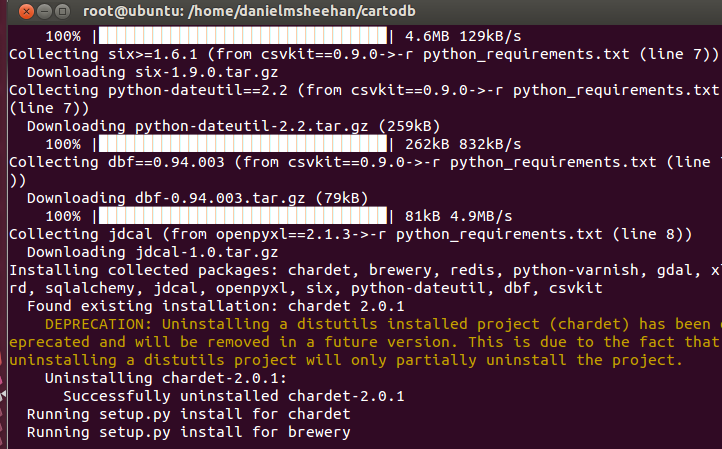 root@ubuntu: /home/danielmsheehan/cartodb
100% | | 4.6MB 129kB/s
Collecting six>=1.6.1 (from csvkit==0.9.0->-r python_requirements.txt (line 7))
Downloading six-1.9.0.tar.gz
Collecting python-dateutil==2.2 (from csvkit==0.9.0->-r python_requirements.txt
(line 7))
Downloading python-dateutil-2.2.tar.gz (259kB)
100% | | 262kB 832kB/s
Collecting dbf==0.94.003 (from csvkit==0.9.0->-r python_requirements.txt (line
))
Downloading dbf-0.94.003.tar.gz (79kB)
100% | | 81kB 4.9MB/s
Collecting jdcal (from openpyxl==2.1.3->-r python_requirements.txt (line 8))
Downloading jdcal-1.0.tar.gz
Installing collected packages: chardet, brewery, redis, python-varnish, gdal, xl
rd, sqlalchemy, jdcal, openpyxl, six, python-dateutil, dbf, csvkit
Found existing installation: chardet 2.0.1
DEPRECATION: Uninstalling a distutils installed project (chardet) has been
eprecated and will be removed in a future version. This is due to the fact that
uninstalling a distutils project will only partially uninstall the project.
Uninstalling chardet-2.0.1:
Successfully uninstalled chardet-2.0.1
Running setup.py install for chardet
Running setup.py install for brewery